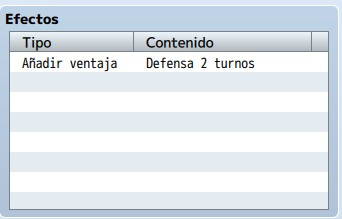 Efectos
Tipo Contenido
Añadir ventaja Defensa 2 turnos